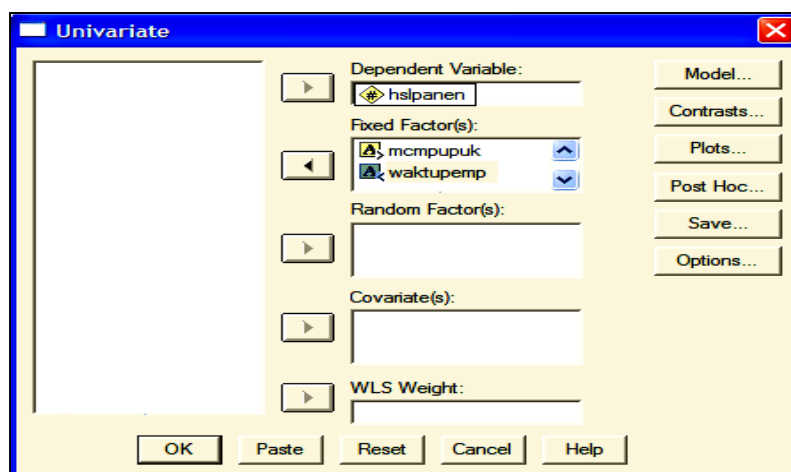 Univariate
Dependent Variable:
hslpanen
Fixed Factor(s):
mcmpupuk
waktupemp
Random Factor(s):
Covariate(s):
WLS Weight:
Model...
Contrasts...
Plots...
Post Hoc...
Save...
Options...
OK
Paste
Reset
Cancel
Help